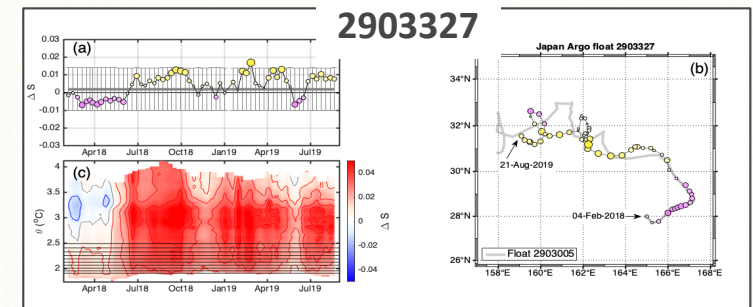 2903327
(a)
0.03
0.02
0.01
0
-0.01
-0.02
-0.03
Δ S
Apr18 Jul18 Oct18 Jan19 Apr19 Jul19
(c)
4
3.5
3
2.5
2
θ (°C)
0.04
0.02
0
-0.02
-0.04
Δ S
Apr18 Jul18 Oct18 Jan19 Apr19 Jul19
Japan Argo float 2903327
(b)
34°N
32°N
30°N
28°N
26°N
21-Aug-2019
04-Feb-2018
Float 2903005
158°E 160°E 162°E 164°E 166°E 168°E